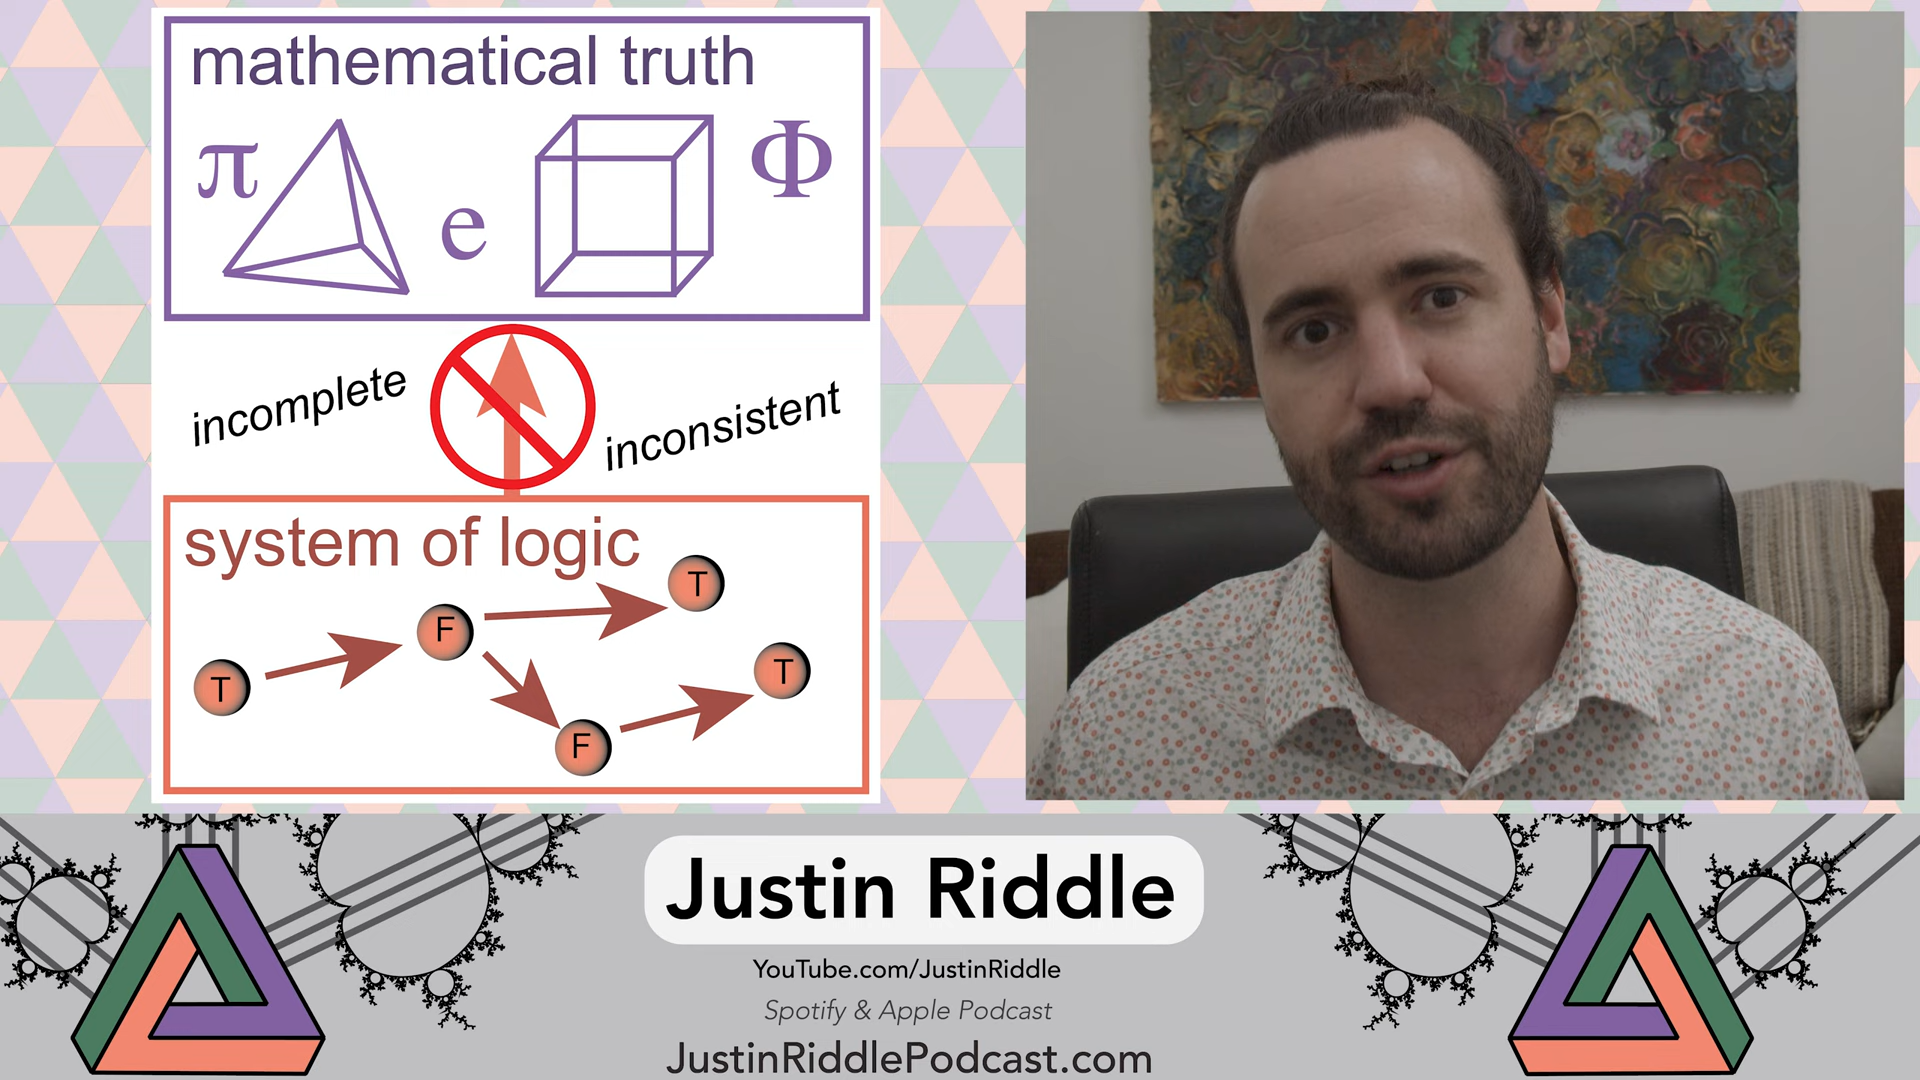 mathematical truth
π
e
Φ
incomplete
inconsistent
system of logic
T
F
T
T
F
Justin Riddle
YouTube.com/JustinRiddle
Spotify & Apple Podcast
JustinRiddlePodcast.com